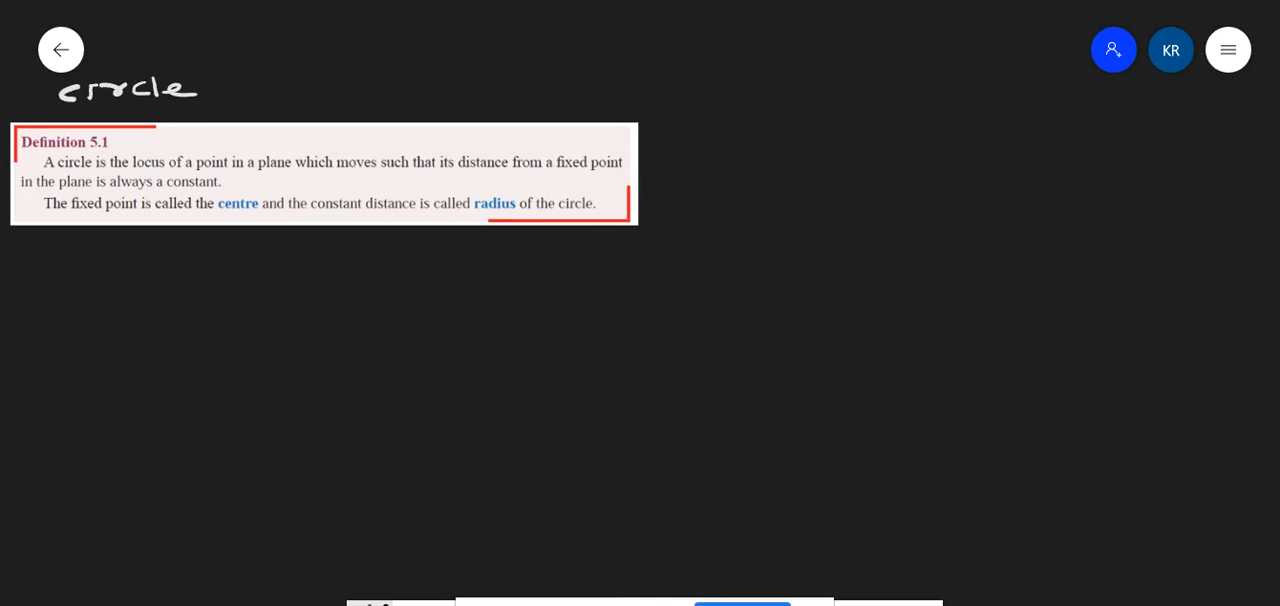 KR
circle
Definition 5.1
A circle is the locus of a point in a plane which moves such that its distance from a fixed point
in the plane is always a constant.
The fixed point is called the centre and the constant distance is called radius of the circle.